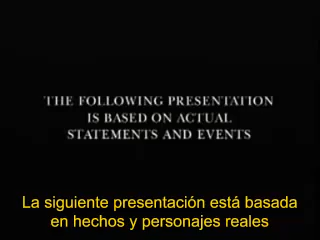 THE FOLLOWING PRESENTATION
IS BASED ON ACTUAL
STATEMENTS AND EVENTS
La siguiente presentación está basada
en hechos y personajes reales